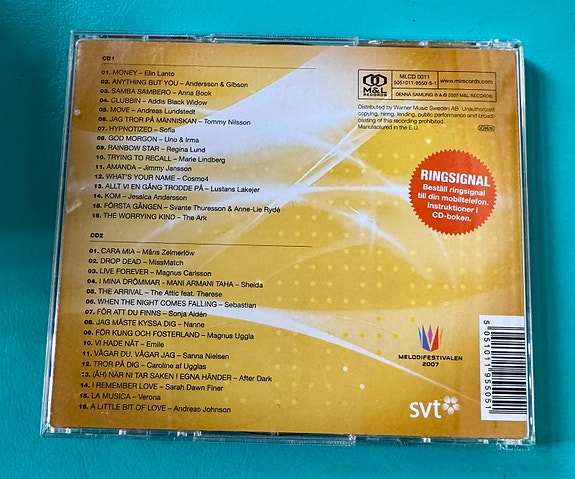 CD1
01. MONEY – Elin Lanto
02. ANYTHING BUT YOU – Andersson & Gibson
03. SAMBA SAMBERO – Anna Book
04. CLUBBIN – Addis Black Widow
05. MOVE – Andreas Lundstedt
06. JAG TROR PÅ MÄNNISKAN – Tommy Nilsson
07. HYPNOTIZED – Sofia
08. GOD MORGON – Uno & Irma
09. RAINBOW STAR – Regina Lund
10. TRYING TO RECALL – Marie Lindberg
11. AMANDA – Jimmy Jansson
12. WHAT'S YOUR NAME – Cosmo4
13. ALLT VI EN GÅNG TRODDE PÅ – Lustans Lakejer
14. KOM – Jessica Andersson
15. FÖRSTA GÅNGEN – Svante Thuresson & Anne-Lie Rydé
16. THE WORRYING KIND – The Ark
CD2
01. CARA MIA – Måns Zelmerlöw
02. DROP DEAD – MissMatch
03. LIVE FOREVER – Magnus Carlsson
04. I MINA DRÖMMAR - MANI ARMANI TAHA – Sheida
05. THE ARRIVAL – The Attic feat. Therese
06. WHEN THE NIGHT COMES FALLING – Sebastian
07. FÖR ATT DU FINNS – Sonja Aldén
08. JAG MÅSTE KYSSA DIG – Nanne
09. FÖR KUNG OCH FOSTERLAND – Magnus Uggla
10. VI HADE NÅT – Emilie
11. VÅGAR DU, VÅGAR JAG – Sanna Nielsen
12. TROR PÅ DIG – Caroline af Ugglas
13. (ÅH) NÄR NI TAR SAKEN I EGNA HÄNDER – After Dark
14. I REMEMBER LOVE – Sarah Dawn Finer
15. LA MUSICA – Verona
16. A LITTLE BIT OF LOVE – Andreas Johnson
M&L
RECORDS
MLCD 0011
5051011-9550-5-1
www.mlrecords.com
DENNA SAMLING ℗ & © 2007 M&L RECORDS
Distributed by Warner Music Sweden AB. Unauthorized
copying, hiring, lending, public performance and broad-
casting of this recording prohibited.
Manufactured in the E.U.
RINGSIGNAL
Beställ ringsignal
till din mobiltelefon.
Instruktioner i
CD-boken.
MELODIFESTIVALEN
2007
svt
5051011955051